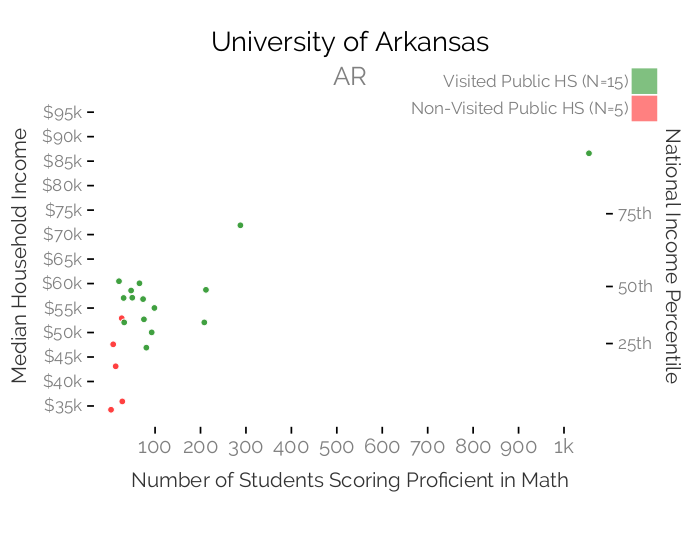 University of Arkansas
AR
Visited Public HS (N=15)
Non-Visited Public HS (N=5)
Median Household Income
$95k
$90k
$85k
$80k
$75k
$70k
$65k
$60k
$55k
$50k
$45k
$40k
$35k
75th
50th
25th
National Income Percentile
100 200 300 400 500 600 700 800 900 1k
Number of Students Scoring Proficient in Math